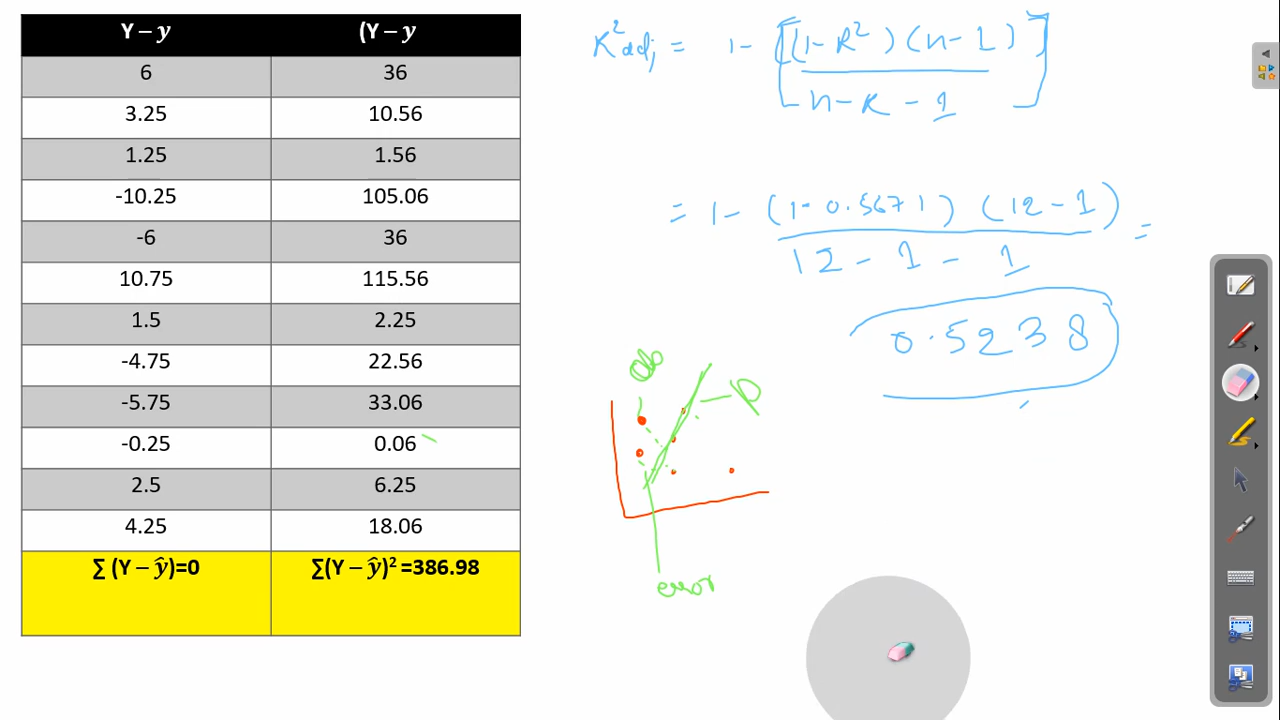 Y − y (Y − y
6 36
3.25 10.56
1.25 1.56
-10.25 105.06
-6 36
10.75 115.56
1.5 2.25
-4.75 22.56
-5.75 33.06
-0.25 0.06
2.5 6.25
4.25 18.06
∑ (Y − ŷ)=0 ∑(Y − ŷ)² =386.98
R²adj = 1- [(1-R²)(n-1)]
n-K-1
= 1- (1-0.5671) (12-1) =
12-1-1
0.5238
P
error